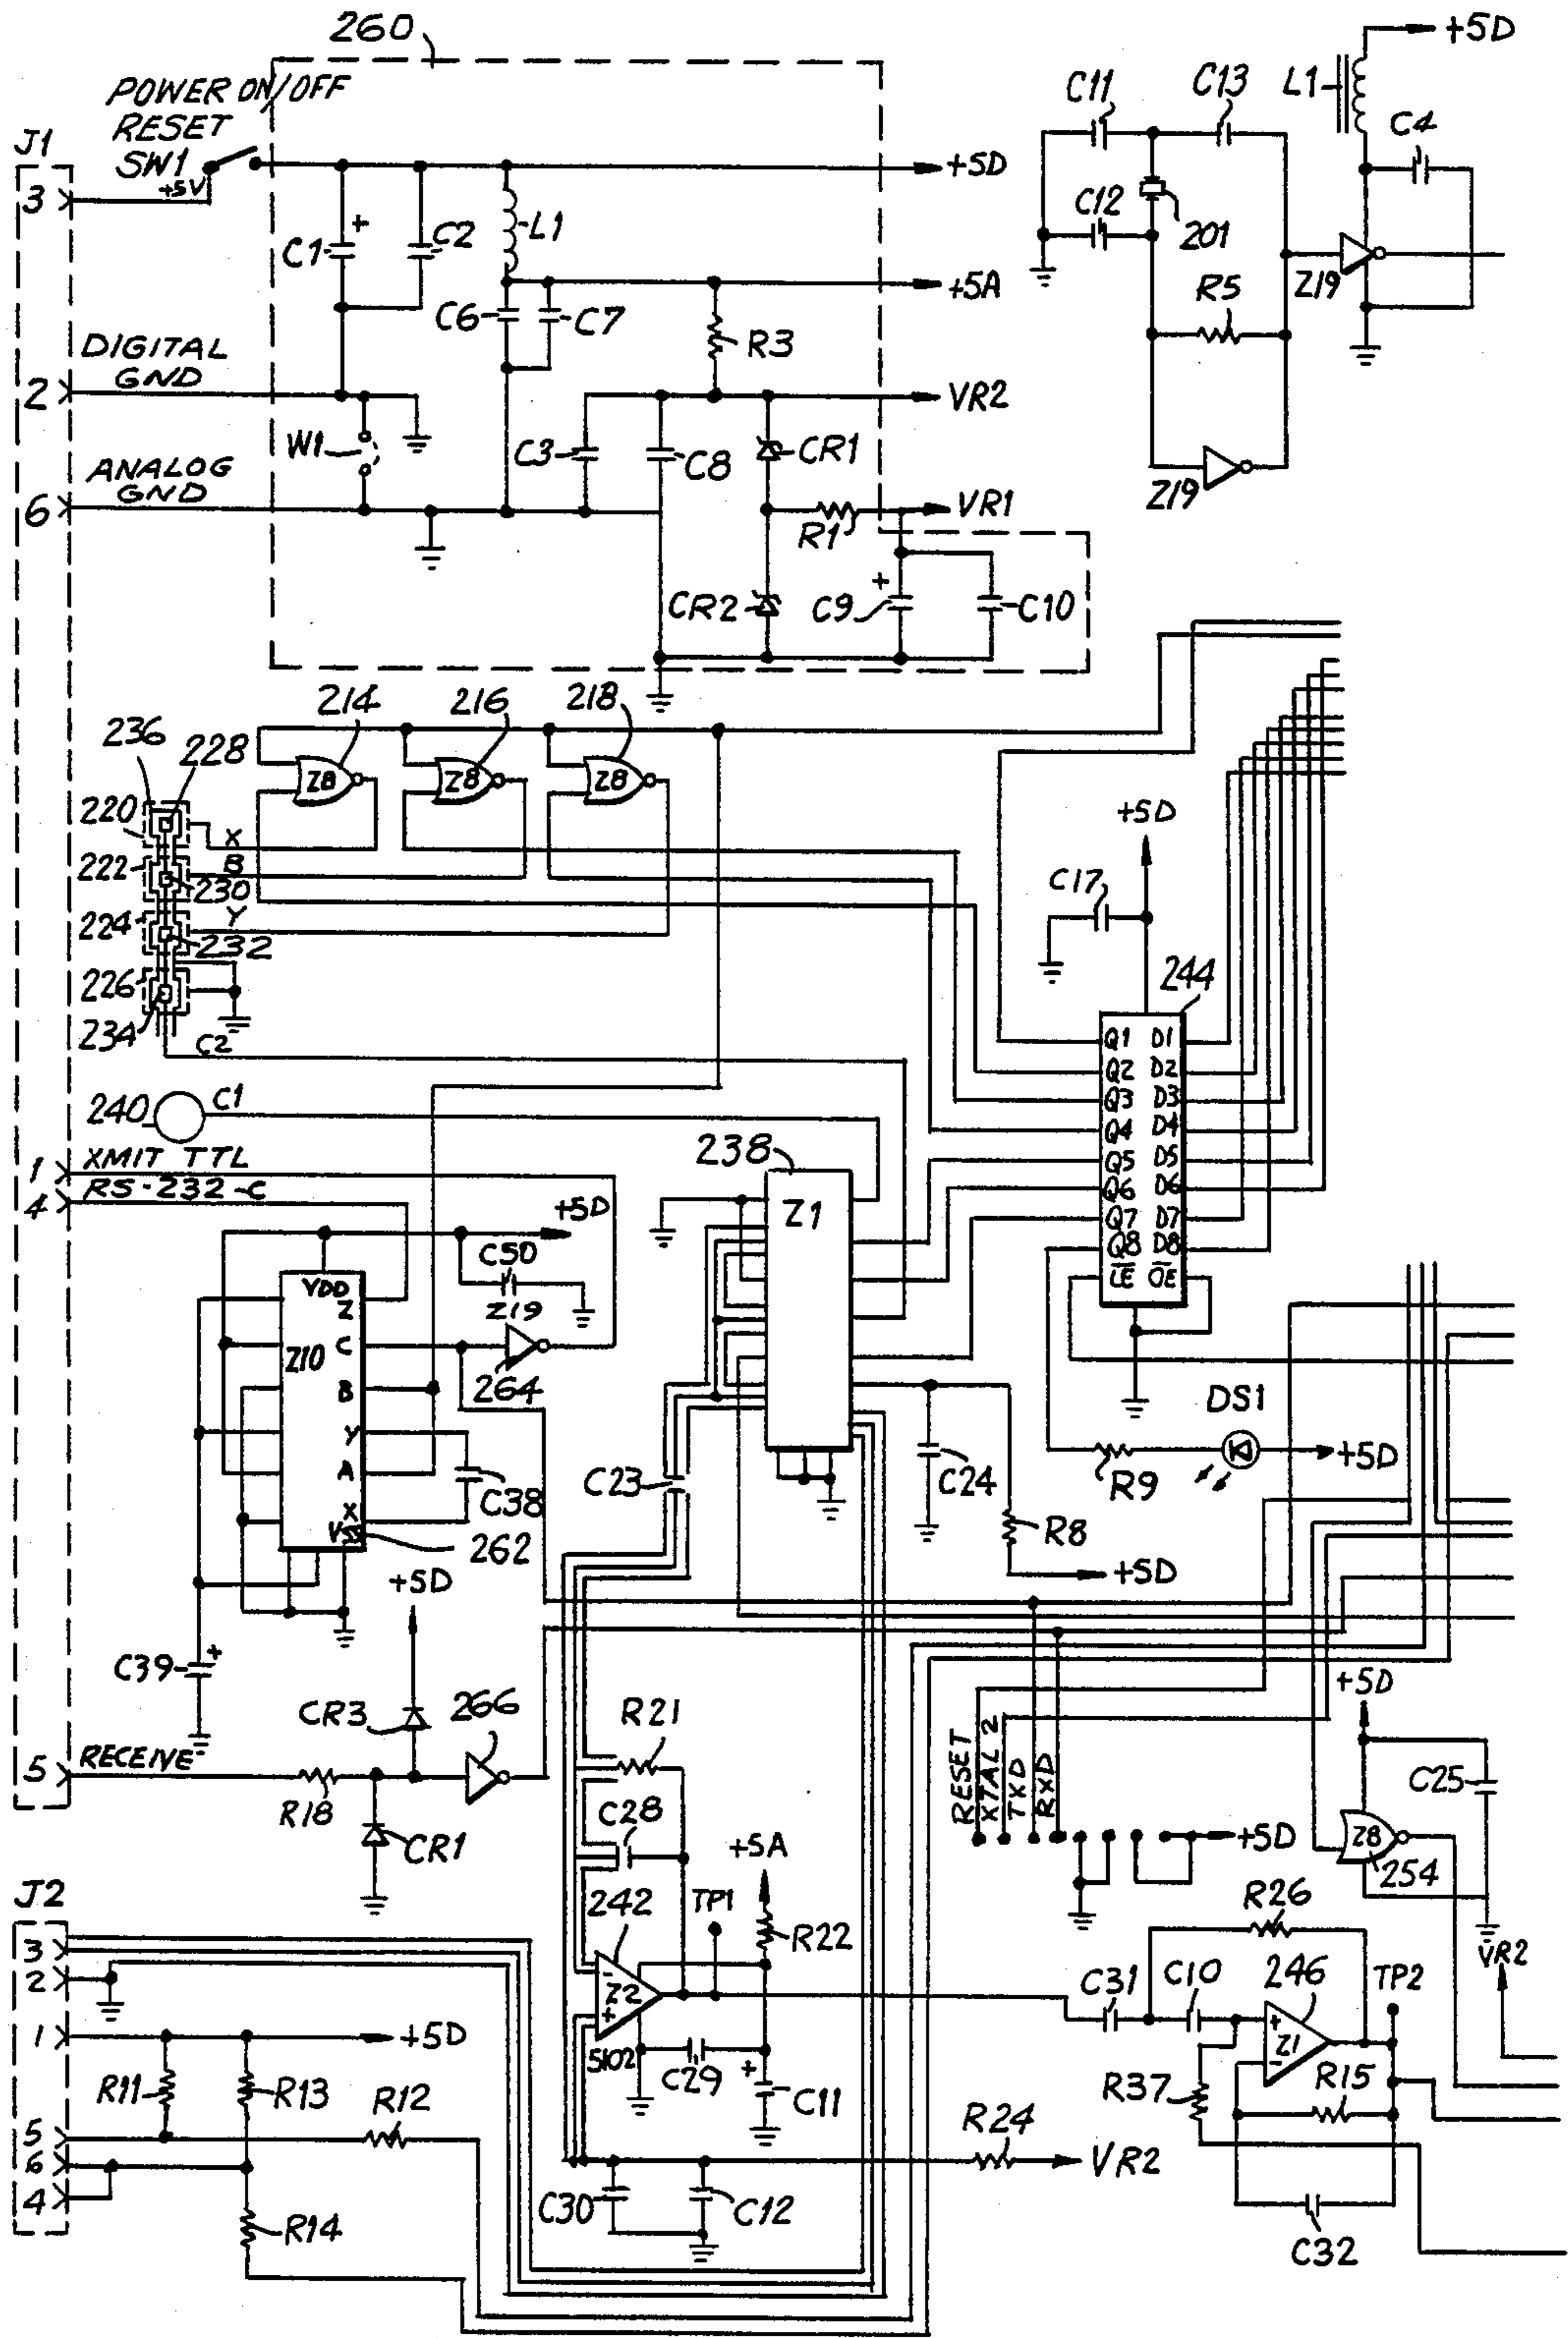 260
+5D
POWER ON/OFF
RESET
SW1
J1
+5V
3
C11
C13
L1
C4
+5D
C1
+
C2
L1
C12
201
Z19
C6
C7
+5A
R5
R3
DIGITAL
GND
2
VR2
W1
C3
C8
CR1
Z19
ANALOG
GND
6
VR1
R1
CR2
+
C9
C10
214
216
218
236
228
Z8
Z8
Z8
220
X
+5D
222
B
230
C17
224
Y
232
226
244
234
C2
Q1 D1
Q2 D2
Q3 D3
Q4 D4
Q5 D5
Q6 D6
Q7 D7
Q8 D8
LE OE
240
C1
238
1
XMIT TTL
4
RS-232-C
Z1
+5D
C50
VDD
Z
Z19
Z10
C
264
B
DS1
Y
+5D
A
C23
C24
R9
C38
X
VSS
R8
262
+5D
+5D
C39
+
+5D
CR3
266
R21
RESET
XTAL 2
TXD
RXD
5
RECEIVE
C25
R18
C28
CR1
+5A
+5D
Z8
254
J2
242
TP1
R26
3
R22
VR2
2
C31
C10
246
TP2
-
Z2
+
+
Z1
-
1
+5D
5102
C29
+
C11
R11
R13
R12
R37
R15
5
R24
6
VR2
4
C30
C12
R14
C32